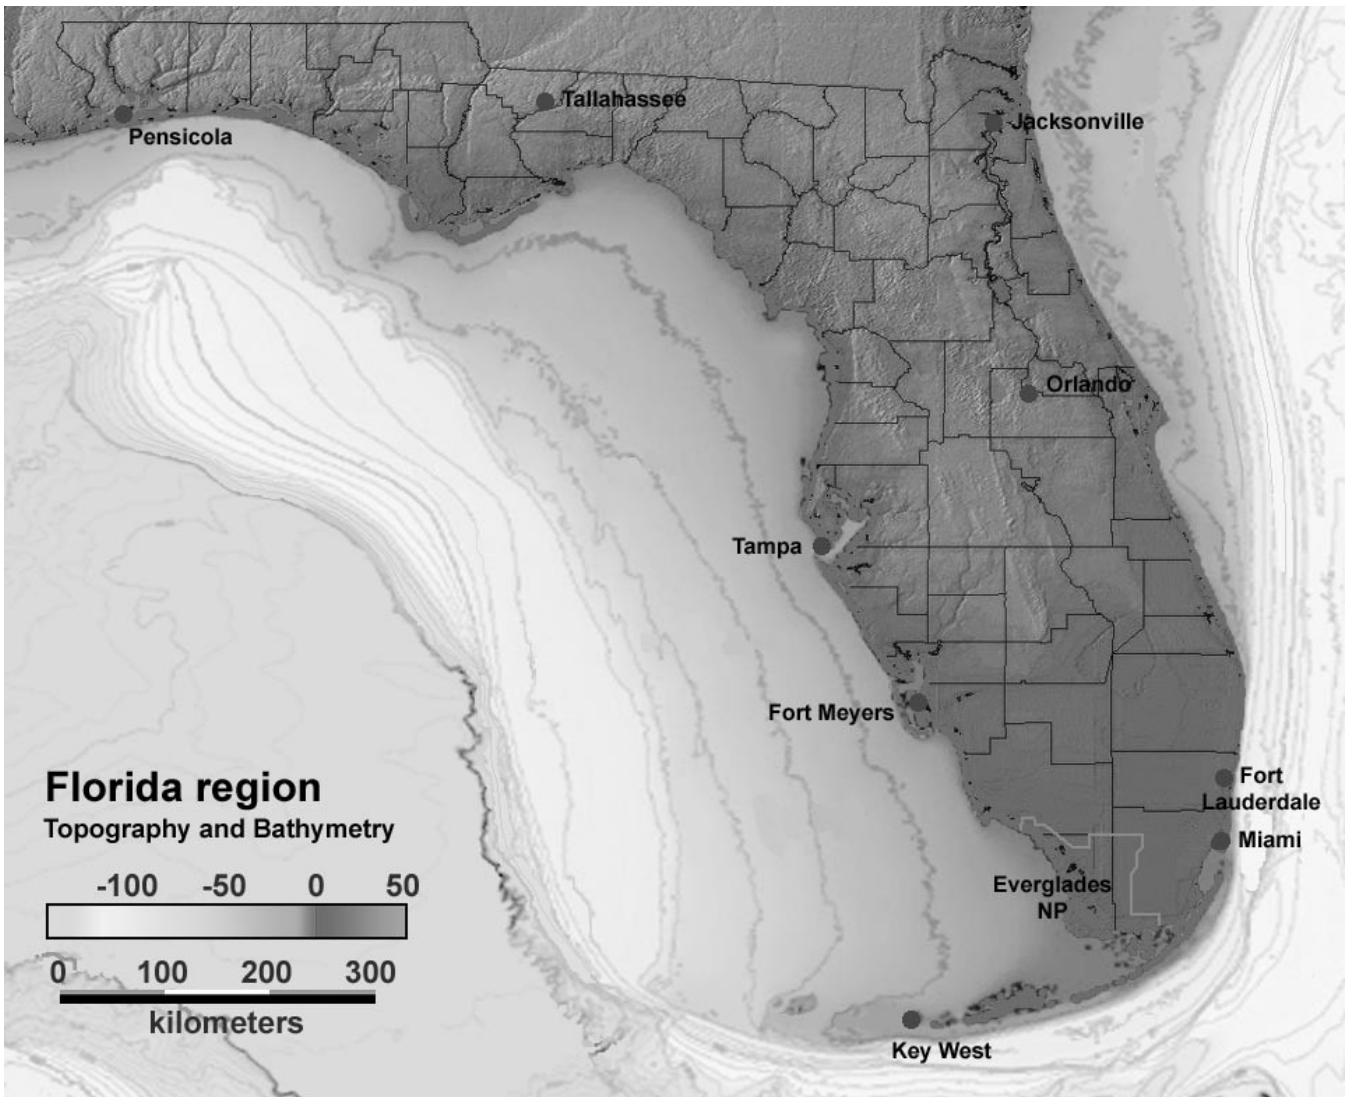 Tallahassee
Pensicola
Jacksonville
Orlando
Tampa
Fort Meyers
Fort
Lauderdale
Miami
Everglades
NP
Key West
Florida region
Topography and Bathymetry
-100 -50 0 50
0 100 200 300
kilometers